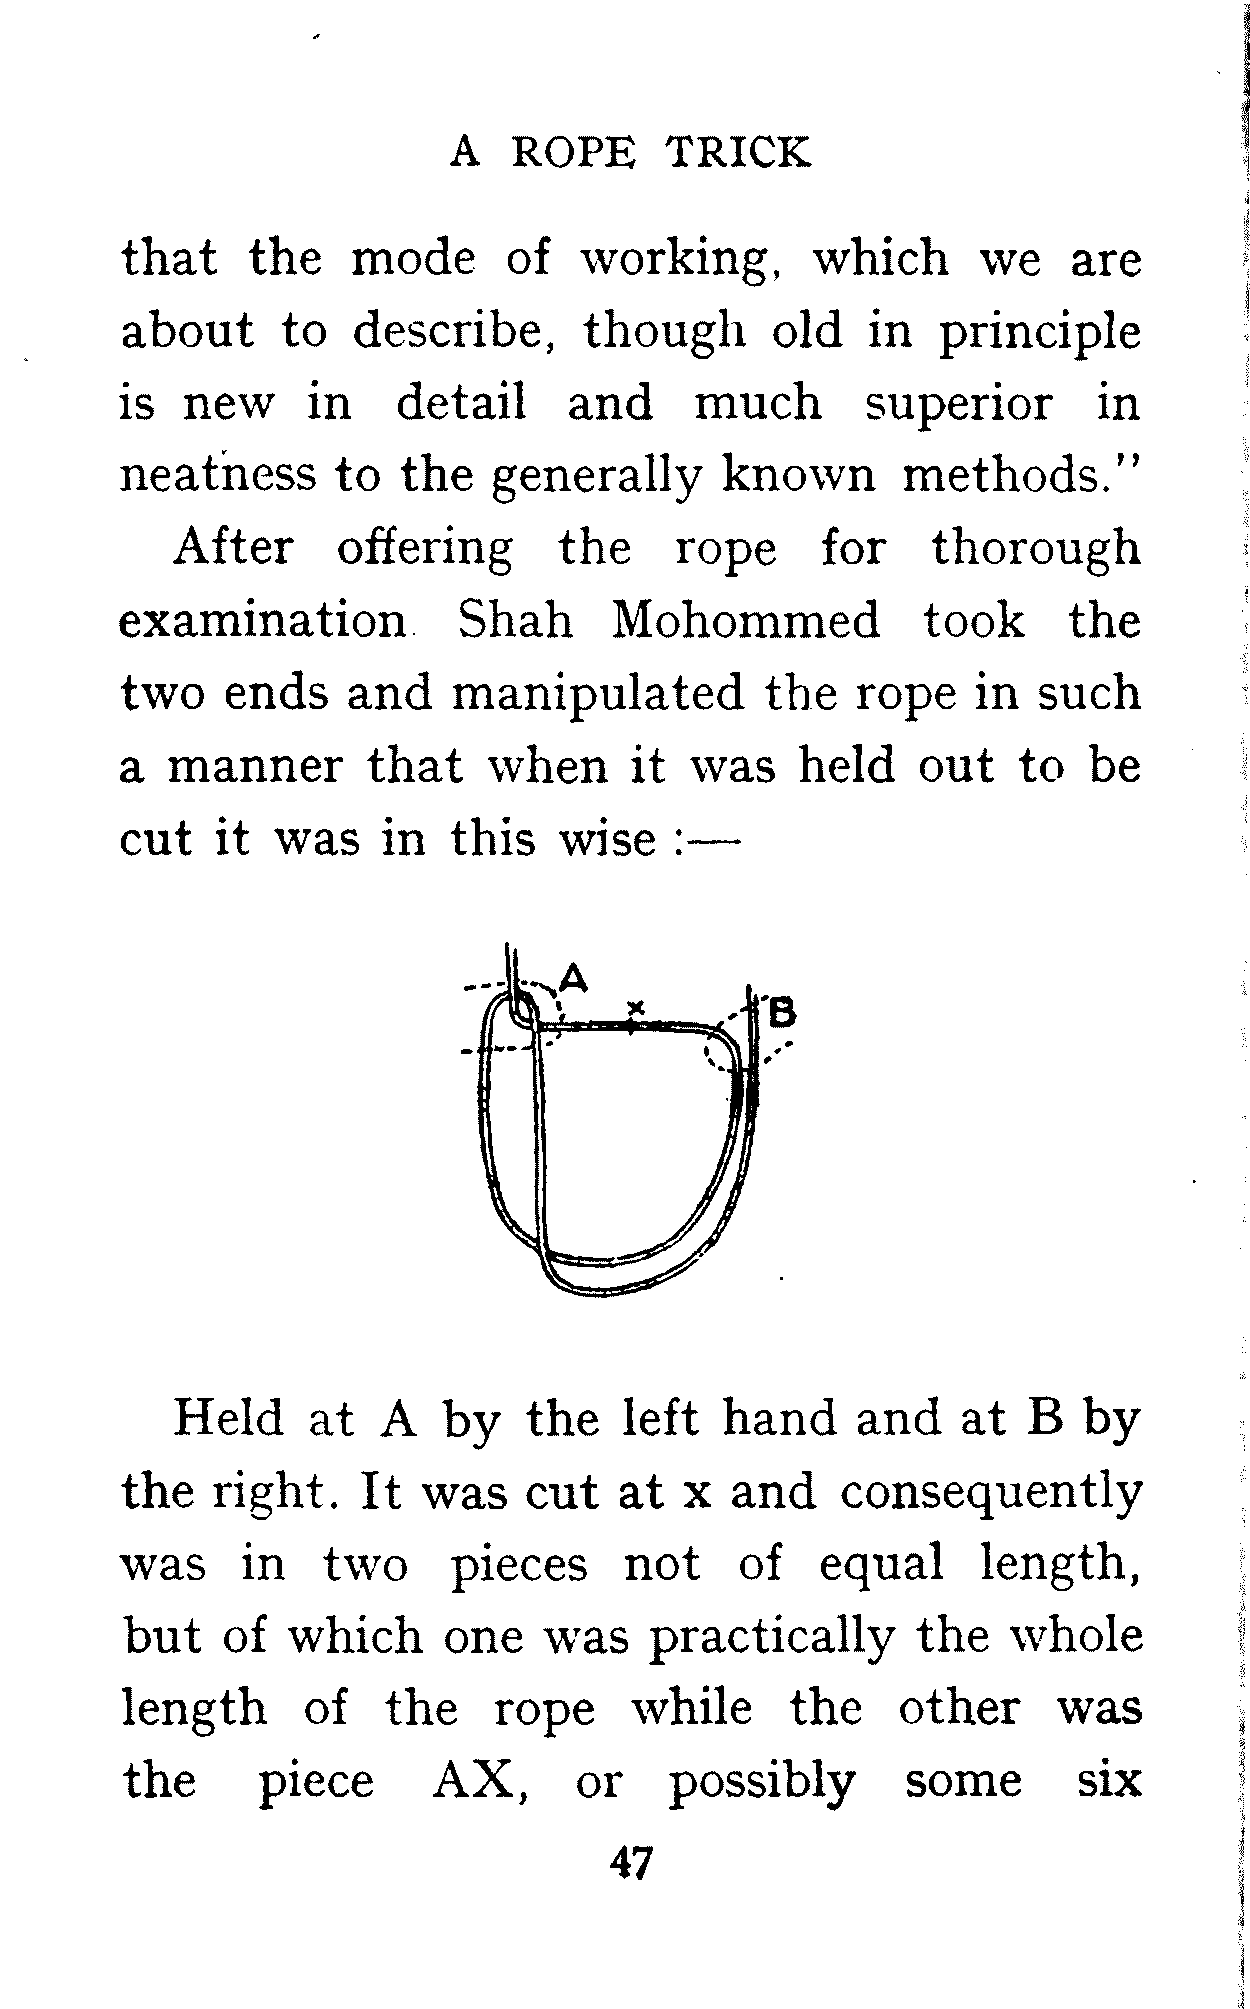 A ROPE TRICK
that the mode of working, which we are
about to describe, though old in principle
is new in detail and much superior in
neatness to the generally known methods.”
After offering the rope for thorough
examination Shah Mohommed took the
two ends and manipulated the rope in such
a manner that when it was held out to be
cut it was in this wise :—
A
x
B
Held at A by the left hand and at B by
the right. It was cut at x and consequently
was in two pieces not of equal length,
but of which one was practically the whole
length of the rope while the other was
the piece AX, or possibly some six
47